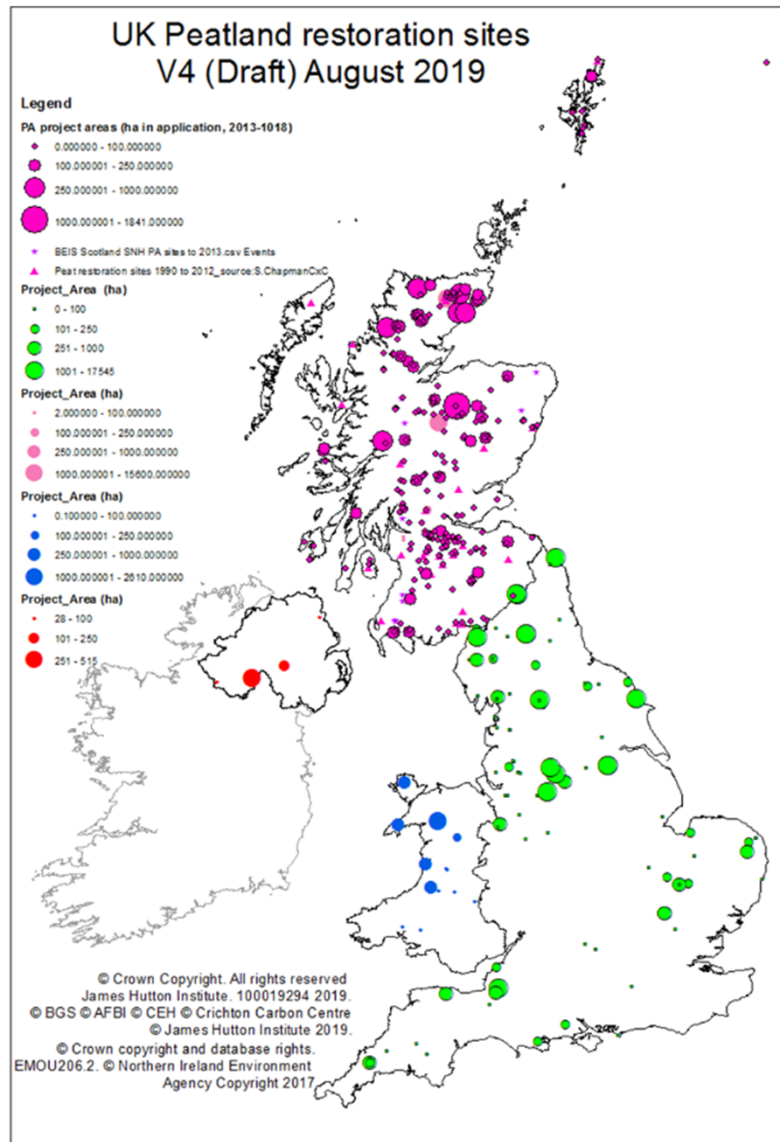 UK Peatland restoration sites
V4 (Draft) August 2019
Legend
PA project areas (ha in application, 2013-1018)
0.000000 - 100.000000
100.000001 - 250.000000
250.000001 - 1000.000000
1000.000001 - 1841.000000
BEIS Scotland SNH PA sites to 2013.csv Events
Peat restoration sites 1990 to 2012_source:S.ChapmanCxC
Project_Area (ha)
0 - 100
101 - 250
251 - 1000
1001 - 17545
Project_Area (ha)
2.000000 - 100.000000
100.000001 - 250.000000
250.000001 - 1000.000000
1000.000001 - 15600.000000
Project_Area (ha)
0.100000 - 100.000000
100.000001 - 250.000000
250.000001 - 1000.000000
1000.000001 - 2610.000000
Project_Area (ha)
28 - 100
101 - 250
251 - 515
© Crown Copyright. All rights reserved
James Hutton Institute. 100019294 2019.
© BGS © AFBI © CEH © Crichton Carbon Centre
© James Hutton Institute 2019.
© Crown copyright and database rights.
EMOU206.2. © Northern Ireland Environment
Agency Copyright 2017